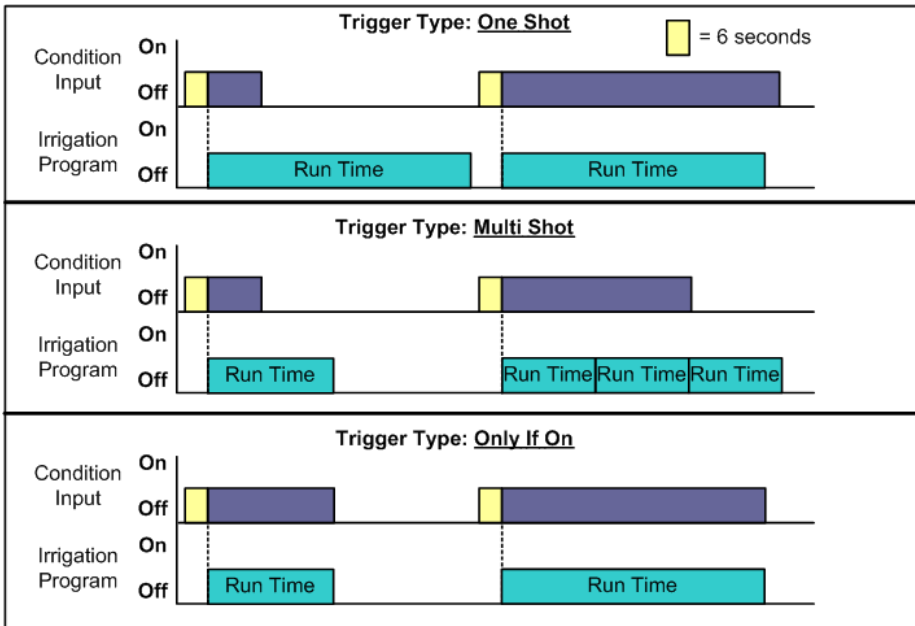 Trigger Type: One Shot
= 6 seconds
On
Condition
Input
Off
On
Irrigation
Program
Off
Run Time
Run Time
Trigger Type: Multi Shot
On
Condition
Input
Off
On
Irrigation
Program
Off
Run Time
Run Time
Run Time
Run Time
Trigger Type: Only If On
On
Condition
Input
Off
On
Irrigation
Program
Off
Run Time
Run Time